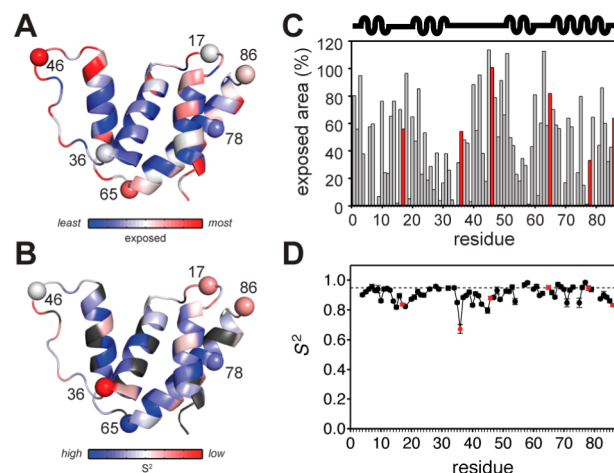 A
46
17
86
78
36
65
least most
exposed
B
46
17
86
78
36
65
high low
S²
C
exposed area (%)
120
100
80
60
40
20
0
0 10 20 30 40 50 60 70 80
residue
D
S²
1.0
0.8
0.6
0.4
0.2
0.0
0 10 20 30 40 50 60 70 80
residue